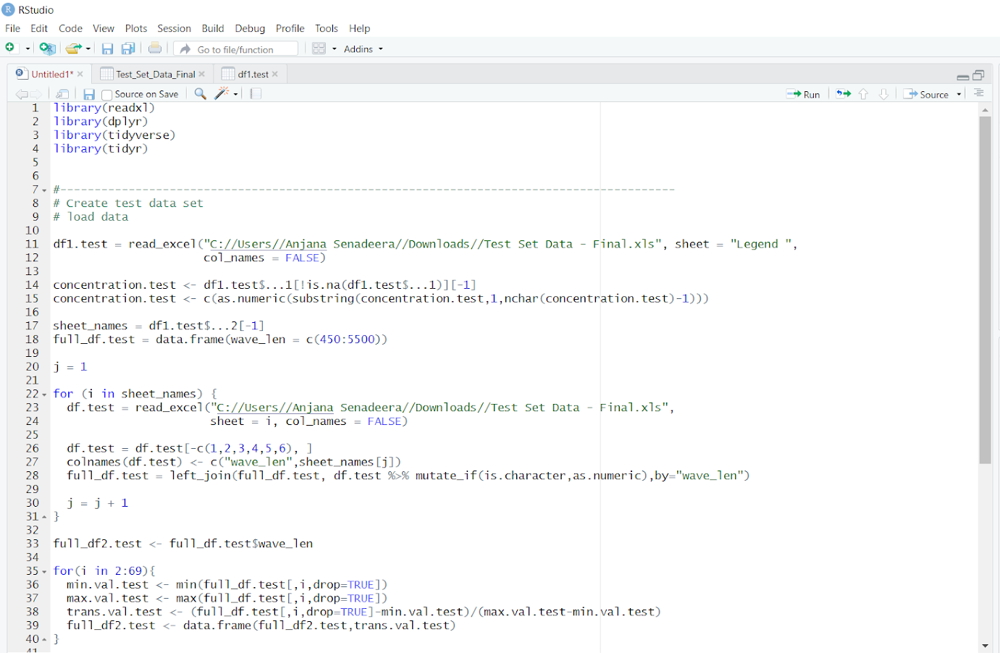 RStudio
File Edit Code View Plots Session Build Debug Profile Tools Help
Go to file/function Addins
Untitled1* Test_Set_Data_Final df1.test
Source on Save Run Source
1 library(readxl)
2 library(dplyr)
3 library(tidyverse)
4 library(tidyr)
5
6
7 #--------------------------------------------------------------------------------------------------
8 # Create test data set
9 # load data
10
11 df1.test = read_excel("C://Users//Anjana Senadeera//Downloads//Test Set Data - Final.xls", sheet = "Legend ",
12                         col_names = FALSE)
13
14 concentration.test <- df1.test$...1[!is.na(df1.test$...1)][-1]
15 concentration.test <- c(as.numeric(substring(concentration.test,1,nchar(concentration.test)-1)))
16
17 sheet_names = df1.test$...2[-1]
18 full_df.test = data.frame(wave_len = c(450:5500))
19
20 j = 1
21
22 for (i in sheet_names) {
23   df.test = read_excel("C://Users//Anjana Senadeera//Downloads//Test Set Data - Final.xls",
24                          sheet = i, col_names = FALSE)
25
26   df.test = df.test[-c(1,2,3,4,5,6), ]
27   colnames(df.test) <- c("wave_len",sheet_names[j])
28   full_df.test = left_join(full_df.test, df.test %>% mutate_if(is.character,as.numeric),by="wave_len")
29
30   j = j + 1
31 }
32
33 full_df2.test <- full_df.test$wave_len
34
35 for(i in 2:69){
36   min.val.test <- min(full_df.test[,i,drop=TRUE])
37   max.val.test <- max(full_df.test[,i,drop=TRUE])
38   trans.val.test <- (full_df.test[,i,drop=TRUE]-min.val.test)/(max.val.test-min.val.test)
39   full_df2.test <- data.frame(full_df2.test,trans.val.test)
40 }
41